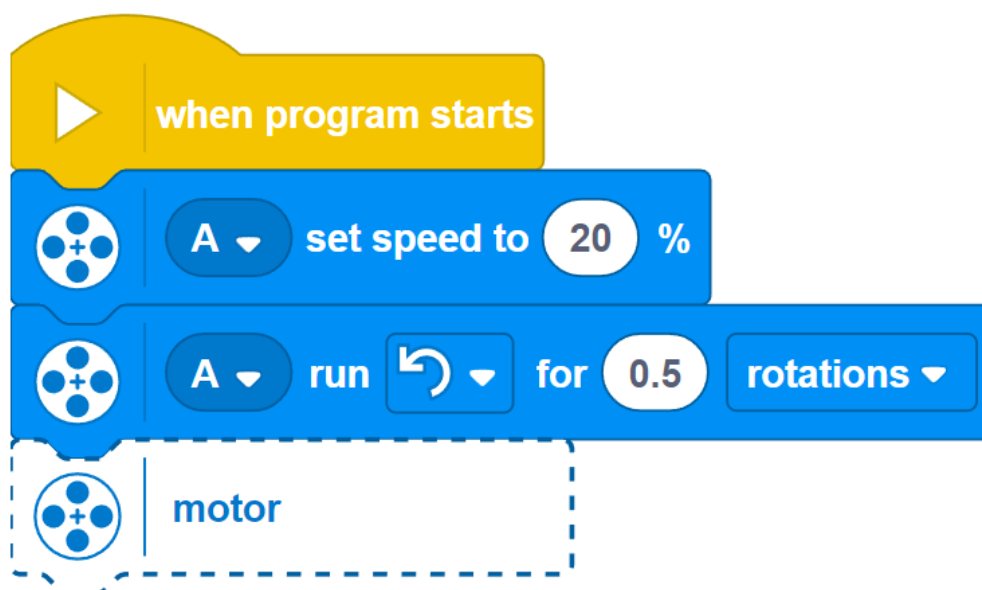 when program starts
A set speed to 20 %
A run for 0.5 rotations
motor